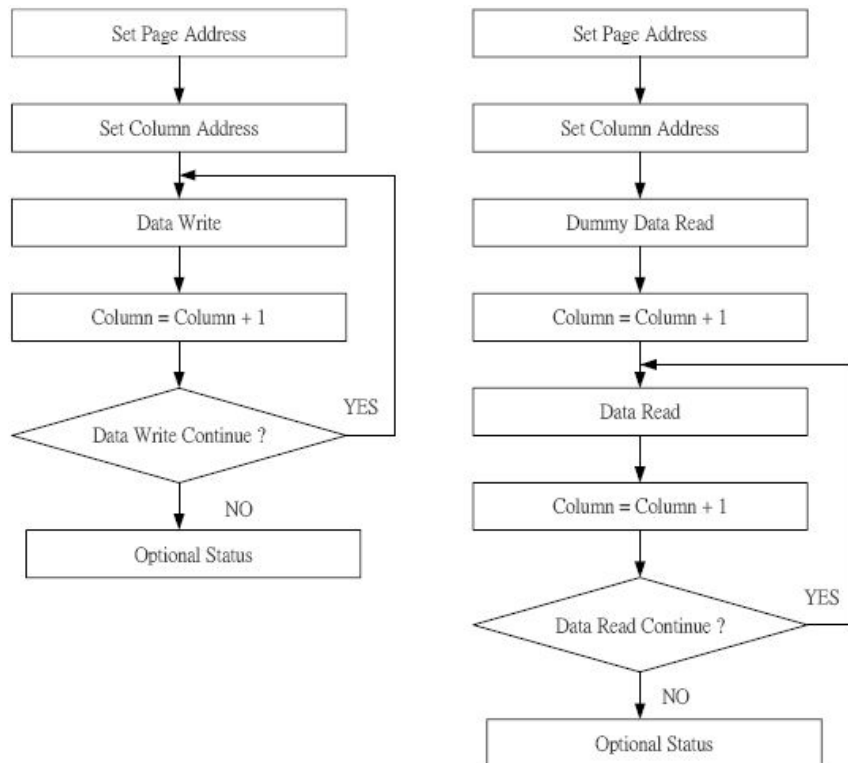 Set Page Address
Set Column Address
Data Write
Column = Column + 1
Data Write Continue ?
YES
NO
Optional Status
Set Page Address
Set Column Address
Dummy Data Read
Column = Column + 1
Data Read
Column = Column + 1
Data Read Continue ?
YES
NO
Optional Status